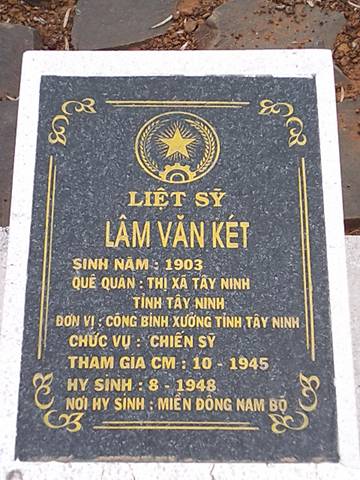 LIỆT SỸ
LÂM VĂN KÉT
SINH NĂM : 1903
QUÊ QUÁN : THỊ XÃ TÂY NINH
TỈNH TÂY NINH
ĐƠN VỊ : CÔNG BÌNH XƯỞNG TỈNH TÂY NINH
CHỨC VỤ : CHIẾN SỸ
THAM GIA CM : 10 - 1945
HY SINH : 8 - 1948
NƠI HY SINH : MIỀN ĐÔNG NAM BỘ